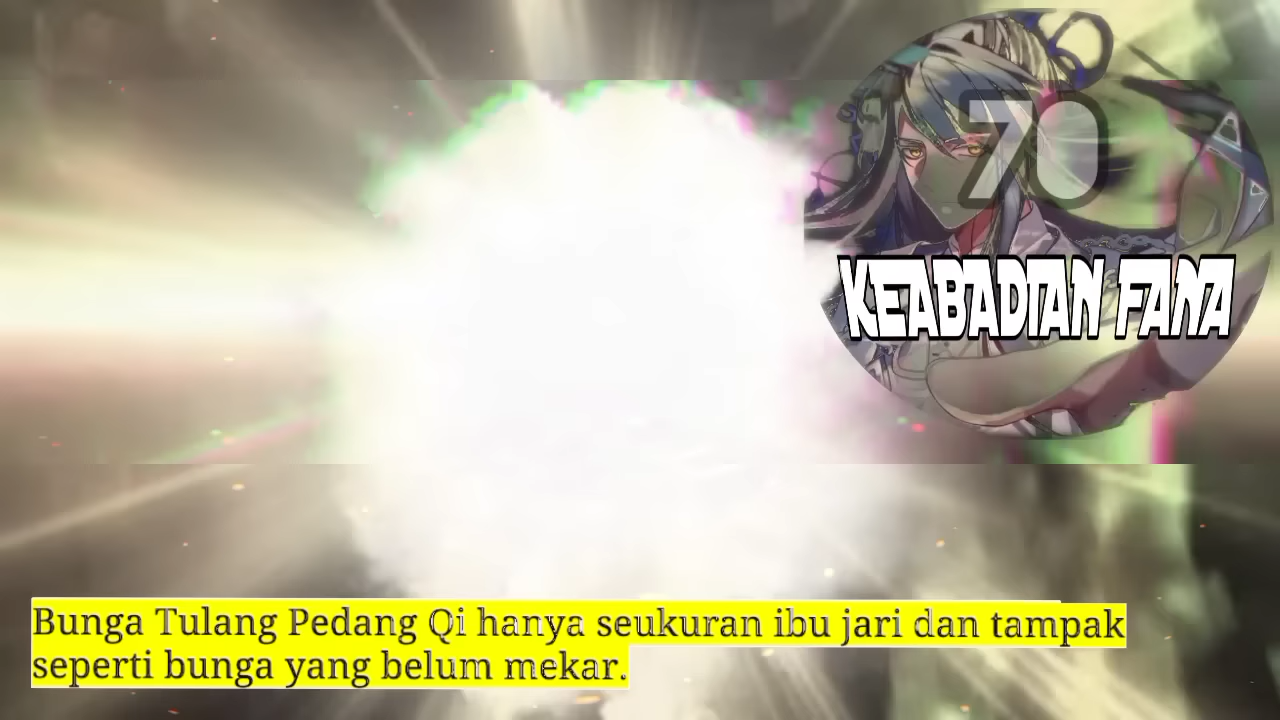 70
KEABADIAN FANA
Bunga Tulang Pedang Qi hanya seukuran ibu jari dan tampak
seperti bunga yang belum mekar.